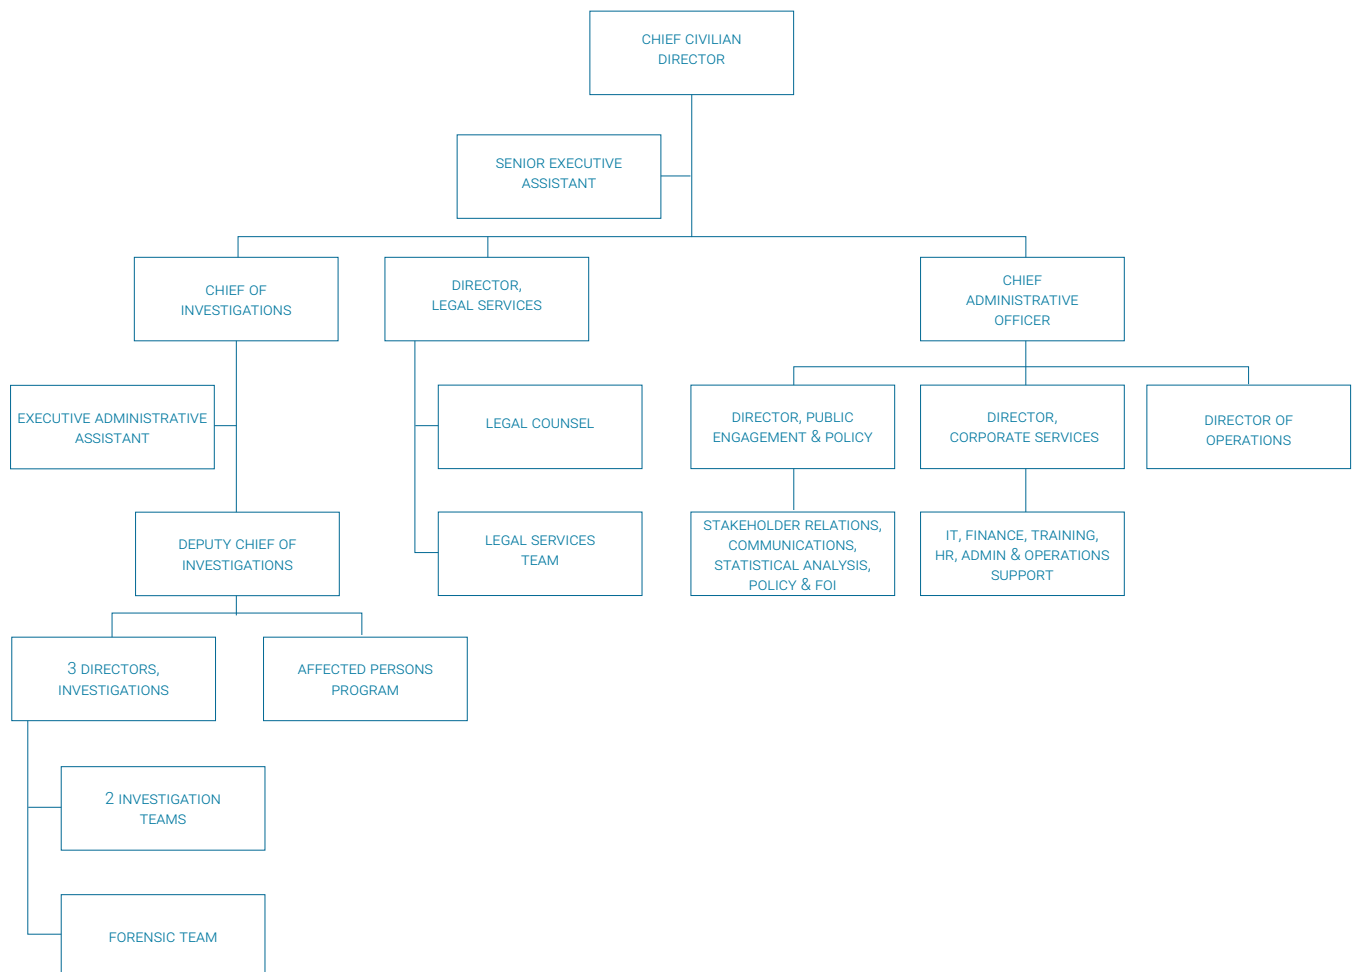 CHIEF CIVILIAN
DIRECTOR
SENIOR EXECUTIVE
ASSISTANT
CHIEF OF
INVESTIGATIONS
DIRECTOR,
LEGAL SERVICES
CHIEF
ADMINISTRATIVE
OFFICER
EXECUTIVE ADMINISTRATIVE
ASSISTANT
LEGAL COUNSEL
DIRECTOR, PUBLIC
ENGAGEMENT & POLICY
DIRECTOR,
CORPORATE SERVICES
DIRECTOR OF
OPERATIONS
DEPUTY CHIEF OF
INVESTIGATIONS
LEGAL SERVICES
TEAM
STAKEHOLDER RELATIONS,
COMMUNICATIONS,
STATISTICAL ANALYSIS,
POLICY & FOI
IT, FINANCE, TRAINING,
HR, ADMIN & OPERATIONS
SUPPORT
3 DIRECTORS,
INVESTIGATIONS
AFFECTED PERSONS
PROGRAM
2 INVESTIGATION
TEAMS
FORENSIC TEAM